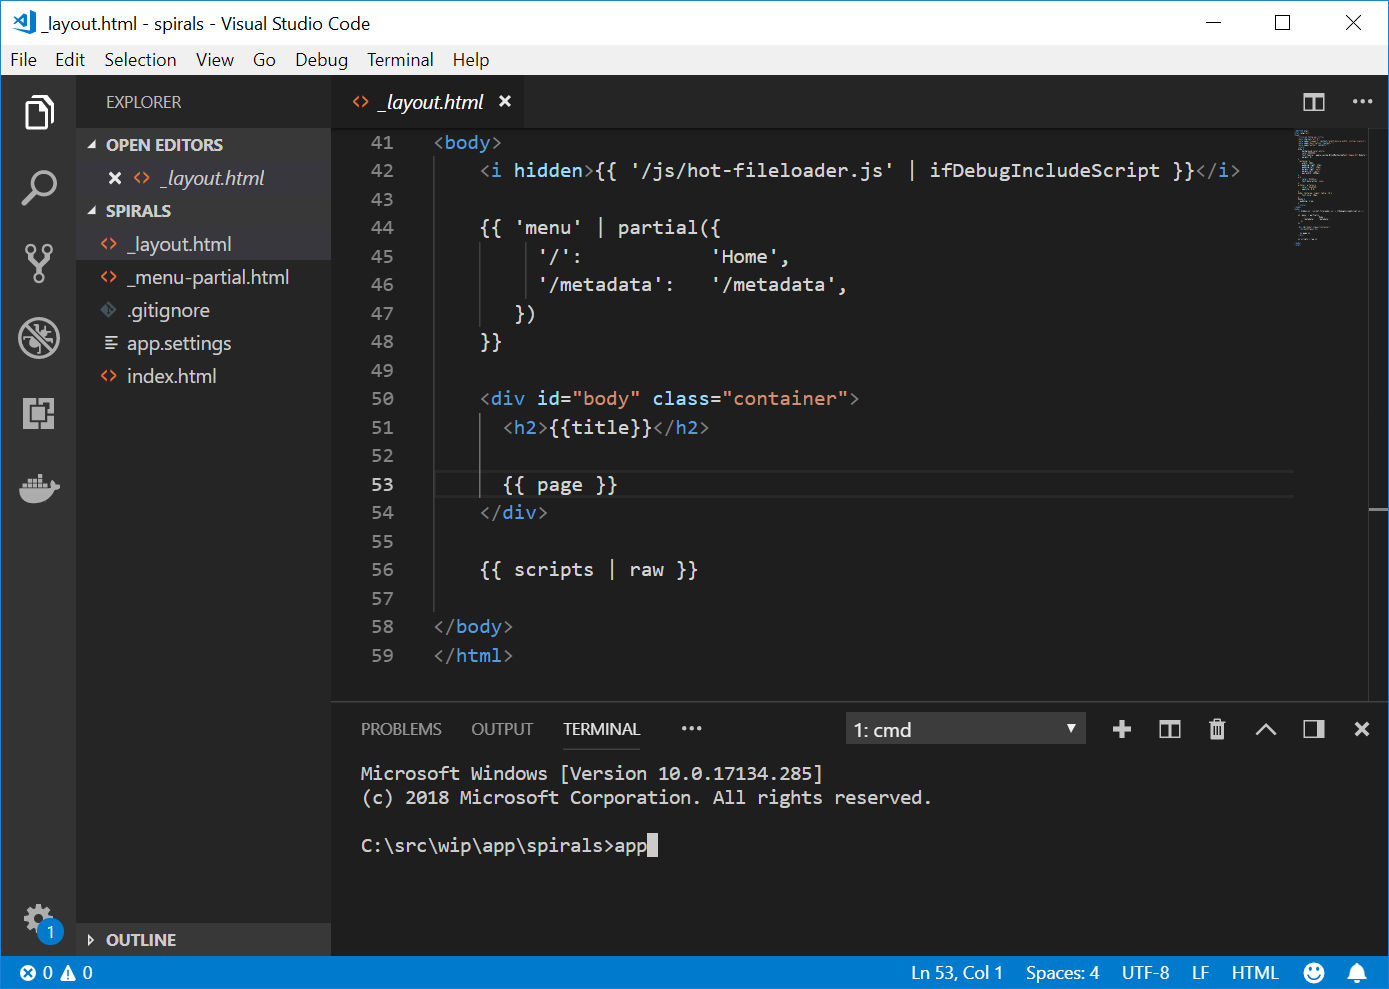 _layout.html - spirals - Visual Studio Code
File Edit Selection View Go Debug Terminal Help
EXPLORER
OPEN EDITORS
_layout.html
SPIRALS
_layout.html
_menu-partial.html
.gitignore
app.settings
index.html
OUTLINE
1
_layout.html
41 <body>
42     <i hidden>{{ '/js/hot-fileloader.js' | ifDebugIncludeScript }}</i>
43
44     {{ 'menu' | partial({
45          '/':           'Home',
46          '/metadata':   '/metadata',
47        })
48     }}
49
50     <div id="body" class="container">
51       <h2>{{title}}</h2>
52
53       {{ page }}
54     </div>
55
56     {{ scripts | raw }}
57
58 </body>
59 </html>
PROBLEMS OUTPUT TERMINAL ••• 1: cmd
Microsoft Windows [Version 10.0.17134.285]
(c) 2018 Microsoft Corporation. All rights reserved.
C:\src\wip\app\spirals>app
0 0 Ln 53, Col 1 Spaces: 4 UTF-8 LF HTML